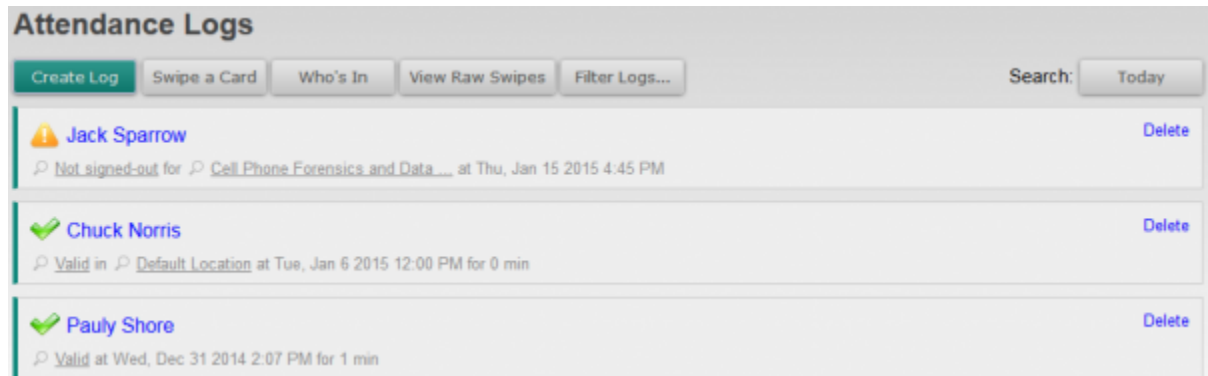 Attendance Logs
Create Log Swipe a Card Who's In View Raw Swipes Filter Logs... Search: Today
Jack Sparrow Delete
Not signed-out for Cell Phone Forensics and Data ... at Thu, Jan 15 2015 4:45 PM
Chuck Norris Delete
Valid in Default Location at Tue, Jan 6 2015 12:00 PM for 0 min
Pauly Shore Delete
Valid at Wed, Dec 31 2014 2:07 PM for 1 min